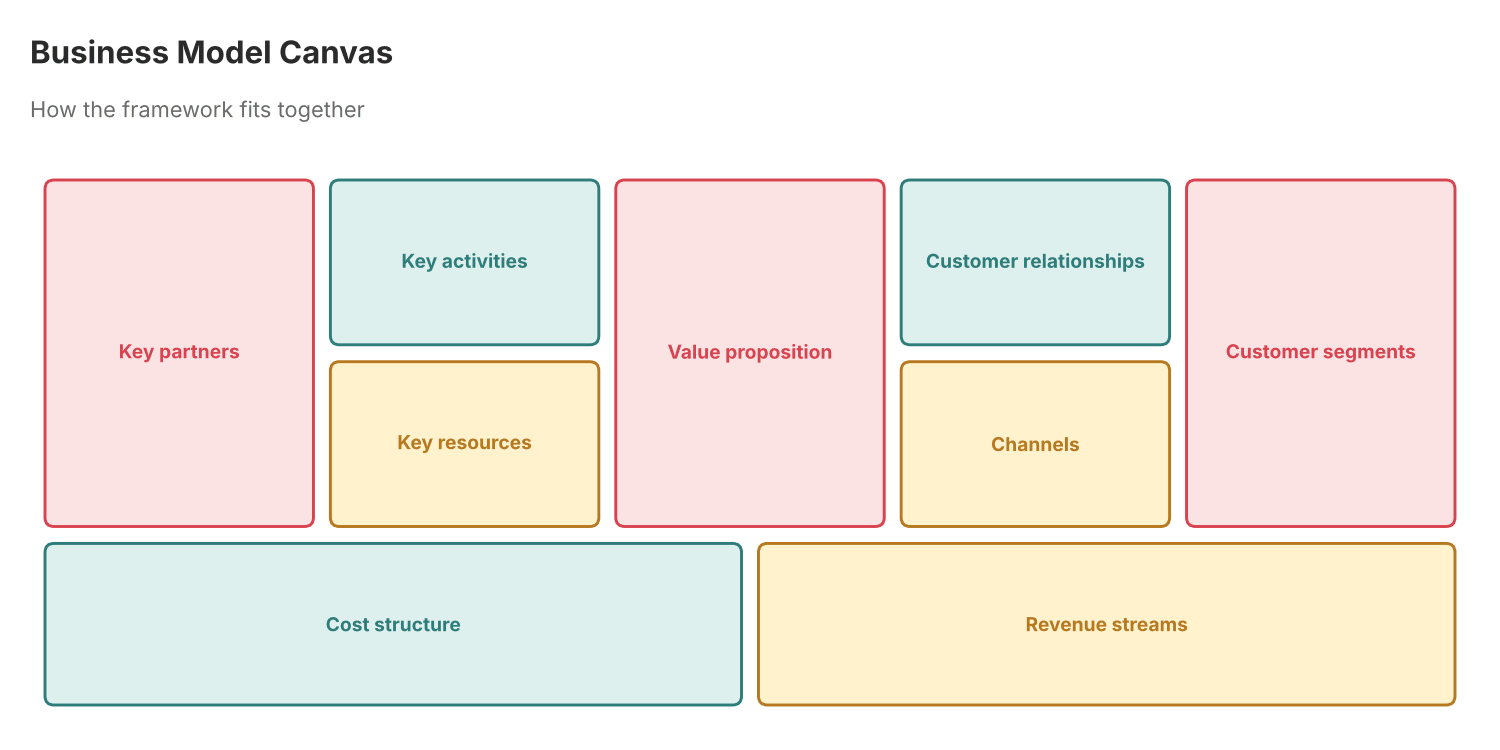 Business Model Canvas
How the framework fits together
Key partners
Key activities
Key resources
Value proposition
Customer relationships
Channels
Customer segments
Cost structure
Revenue streams